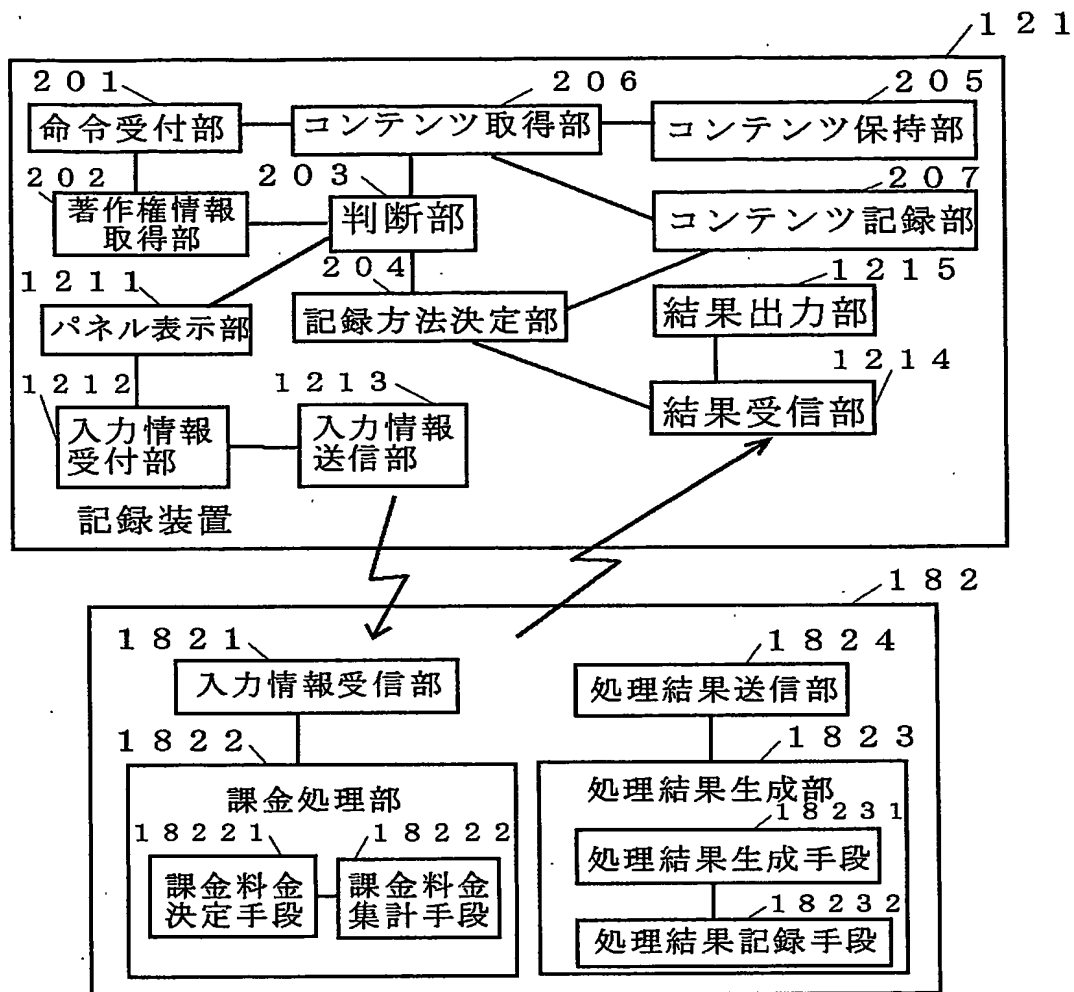 121
201
206
205
命令受付部
コンテンツ取得部
コンテンツ保持部
202
203
207
著作権情報
取得部
判断部
コンテンツ記録部
1211
204
1215
パネル表示部
記録方法決定部
結果出力部
1212
1213
1214
入力情報
受付部
入力情報
送信部
結果受信部
記録装置
182
1821
1824
入力情報受信部
処理結果送信部
1822
1823
課金処理部
処理結果生成部
18221
18222
18231
課金料金
決定手段
課金料金
集計手段
処理結果生成手段
18232
処理結果記録手段